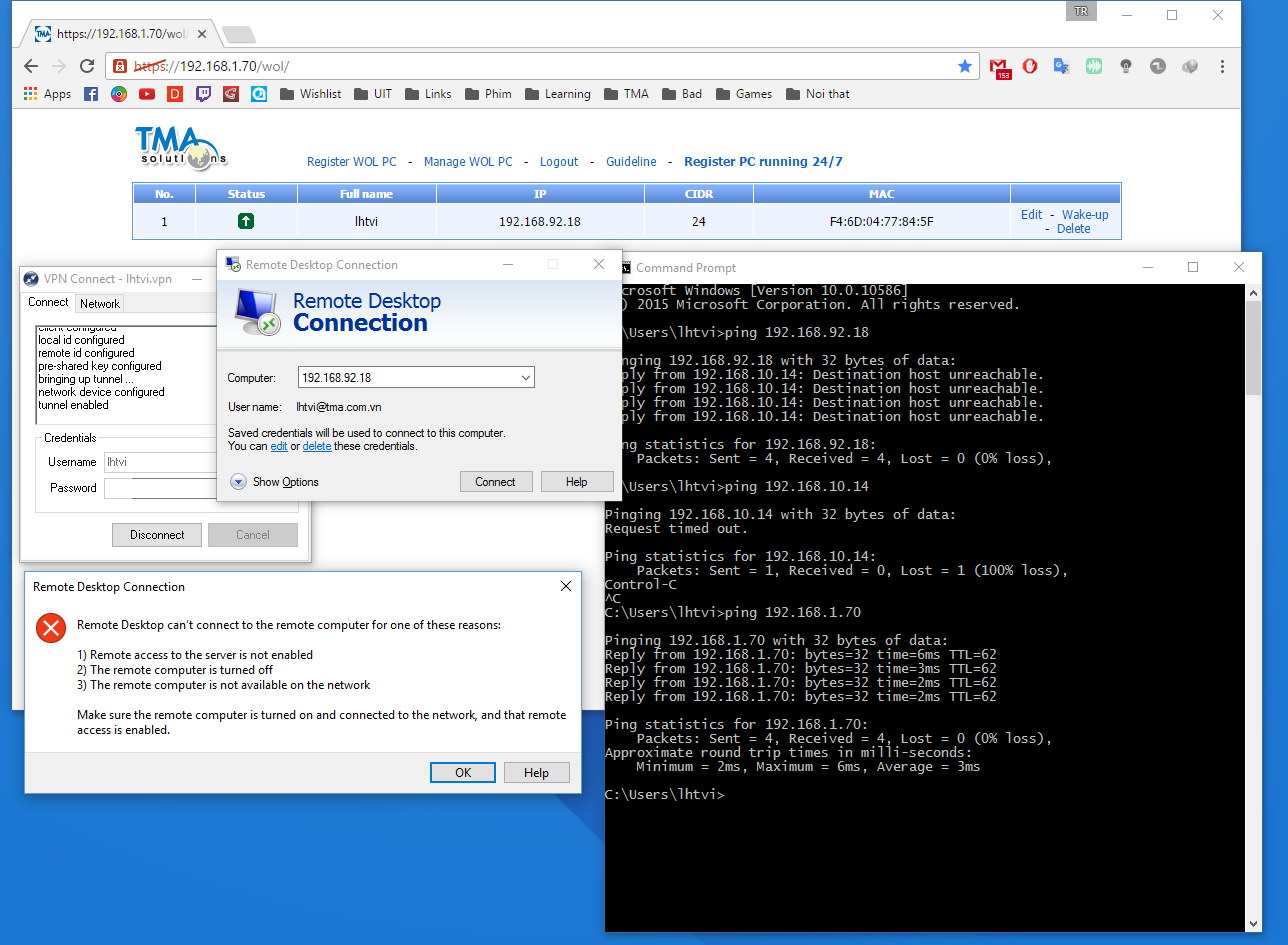 TR
https://192.168.1.70/wol/
https://192.168.1.70/wol/
153
Apps
Wishlist
UIT
Links
Phim
Learning
TMA
Bad
Games
Noi that
TMA
solutions
Register WOL PC - Manage WOL PC - Logout - Guideline - Register PC running 24/7
No. Status Full name IP CIDR MAC
1 lhtvi 192.168.92.18 24 F4:6D:04:77:84:5F Edit - Wake-up
- Delete
VPN Connect - lhtvi.vpn
Connect Network
client configured
local id configured
remote id configured
pre-shared key configured
bringing up tunnel ...
network device configured
tunnel enabled
Credentials
Username lhtvi
Password
Disconnect Cancel
Remote Desktop Connection
Remote Desktop
Connection
Computer: 192.168.92.18
User name: lhtvi@tma.com.vn
Saved credentials will be used to connect to this computer.
You can edit or delete these credentials.
Show Options Connect Help
Remote Desktop Connection
Remote Desktop can't connect to the remote computer for one of these reasons:
1) Remote access to the server is not enabled
2) The remote computer is turned off
3) The remote computer is not available on the network
Make sure the remote computer is turned on and connected to the network, and that remote
access is enabled.
OK Help
Command Prompt
crosoft Windows [Version 10.0.10586]
) 2015 Microsoft Corporation. All rights reserved.
\Users\lhtvi>ping 192.168.92.18
nging 192.168.92.18 with 32 bytes of data:
ply from 192.168.10.14: Destination host unreachable.
ply from 192.168.10.14: Destination host unreachable.
ply from 192.168.10.14: Destination host unreachable.
ply from 192.168.10.14: Destination host unreachable.
ng statistics for 192.168.92.18:
Packets: Sent = 4, Received = 4, Lost = 0 (0% loss),
\Users\lhtvi>ping 192.168.10.14
Pinging 192.168.10.14 with 32 bytes of data:
Request timed out.
Ping statistics for 192.168.10.14:
Packets: Sent = 1, Received = 0, Lost = 1 (100% loss),
Control-C
^C
C:\Users\lhtvi>ping 192.168.1.70
Pinging 192.168.1.70 with 32 bytes of data:
Reply from 192.168.1.70: bytes=32 time=6ms TTL=62
Reply from 192.168.1.70: bytes=32 time=3ms TTL=62
Reply from 192.168.1.70: bytes=32 time=2ms TTL=62
Reply from 192.168.1.70: bytes=32 time=2ms TTL=62
Ping statistics for 192.168.1.70:
Packets: Sent = 4, Received = 4, Lost = 0 (0% loss),
Approximate round trip times in milli-seconds:
Minimum = 2ms, Maximum = 6ms, Average = 3ms
C:\Users\lhtvi>